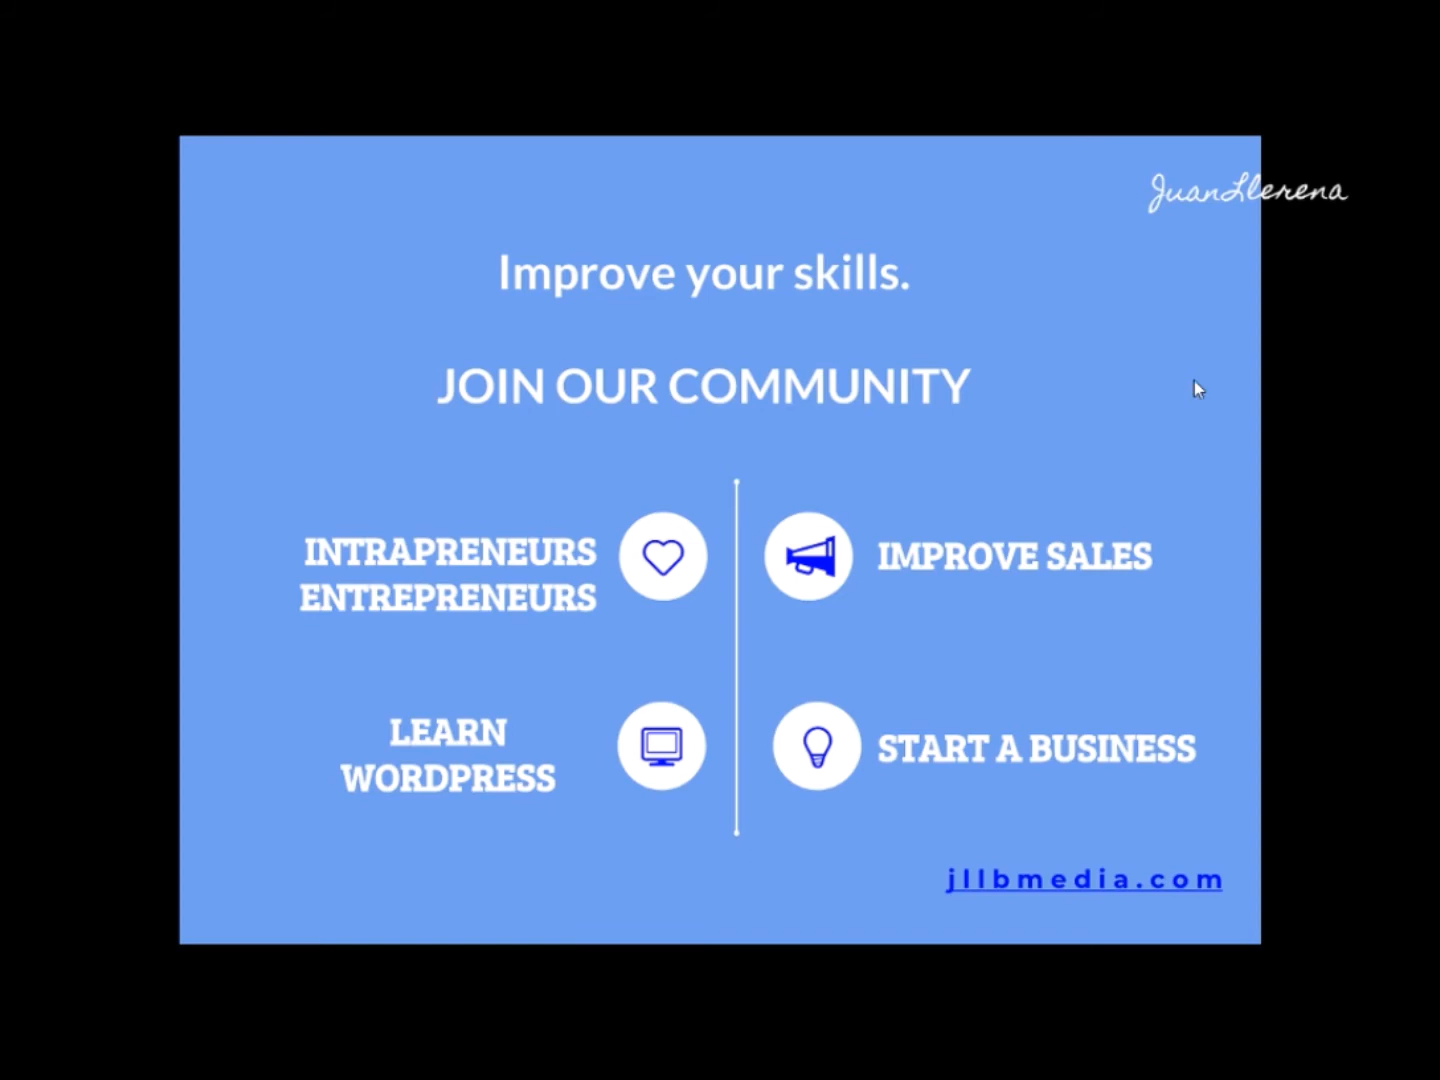 JuanLlerena
Improve your skills.
JOIN OUR COMMUNITY
INTRAPRENEURS
ENTREPRENEURS
IMPROVE SALES
LEARN
WORDPRESS
START A BUSINESS
jllbmedia.com